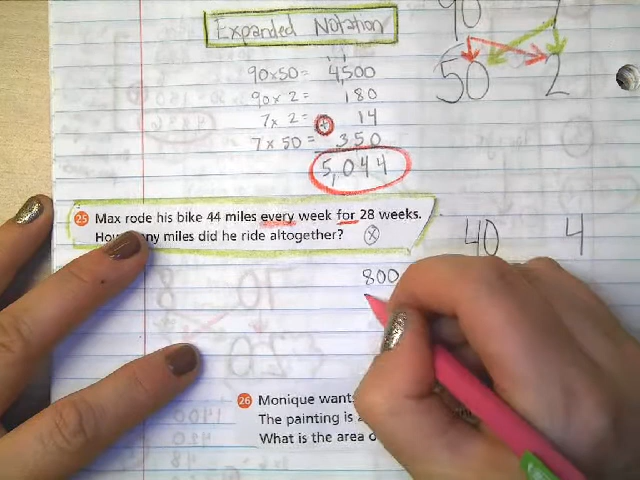 Expanded Notation
90
90 x 50 = 4,500
90 x 2 = 180
50 2
7 x 2 = 14
7 x 50 = 350
5,044
25 Max rode his bike 44 miles every week for 28 weeks.
How many miles did he ride altogether?
40 4
800
26 Monique wants
The painting is
What is the area o